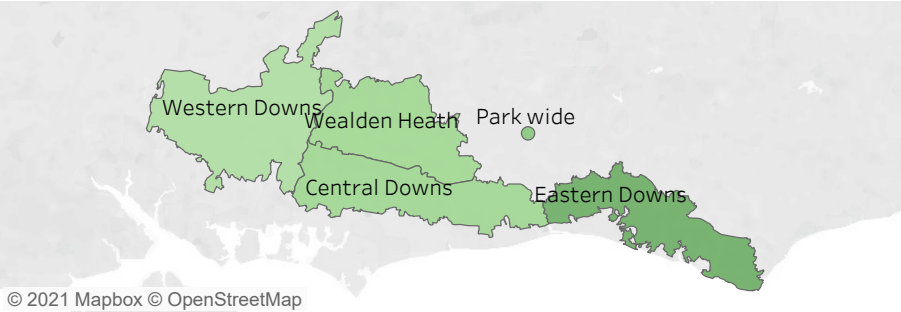 Western Downs
Wealden Heath
Park wide
Central Downs
Eastern Downs
© 2021 Mapbox © OpenStreetMap